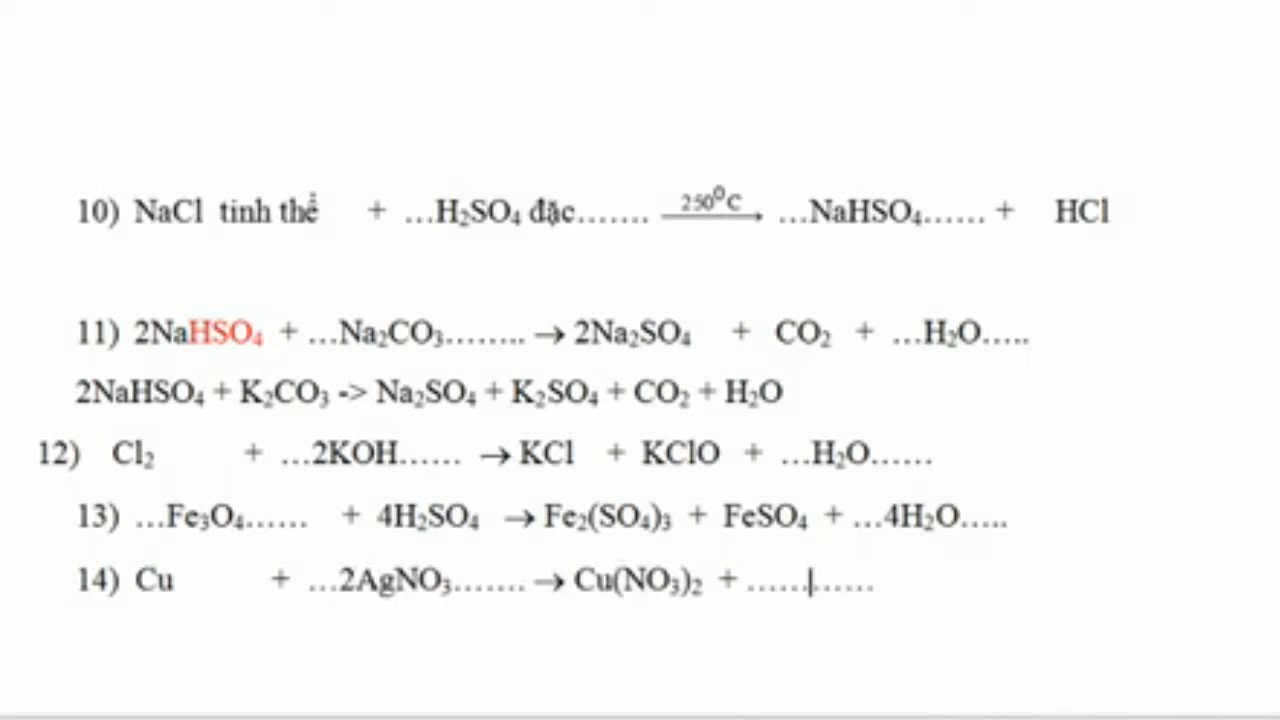 10) NaCl tinh thể + …H₂SO₄ đặc……. 250⁰C → …NaHSO₄…… + HCl
11) 2NaHSO₄ + …Na₂CO₃…….. → 2Na₂SO₄ + CO₂ + …H₂O…..
2NaHSO₄ + K₂CO₃ -> Na₂SO₄ + K₂SO₄ + CO₂ + H₂O
12) Cl₂ + …2KOH…… → KCl + KClO + …H₂O……
13) …Fe₃O₄…… + 4H₂SO₄ → Fe₂(SO₄)₃ + FeSO₄ + …4H₂O…..
14) Cu + …2AgNO₃……. → Cu(NO₃)₂ + …………